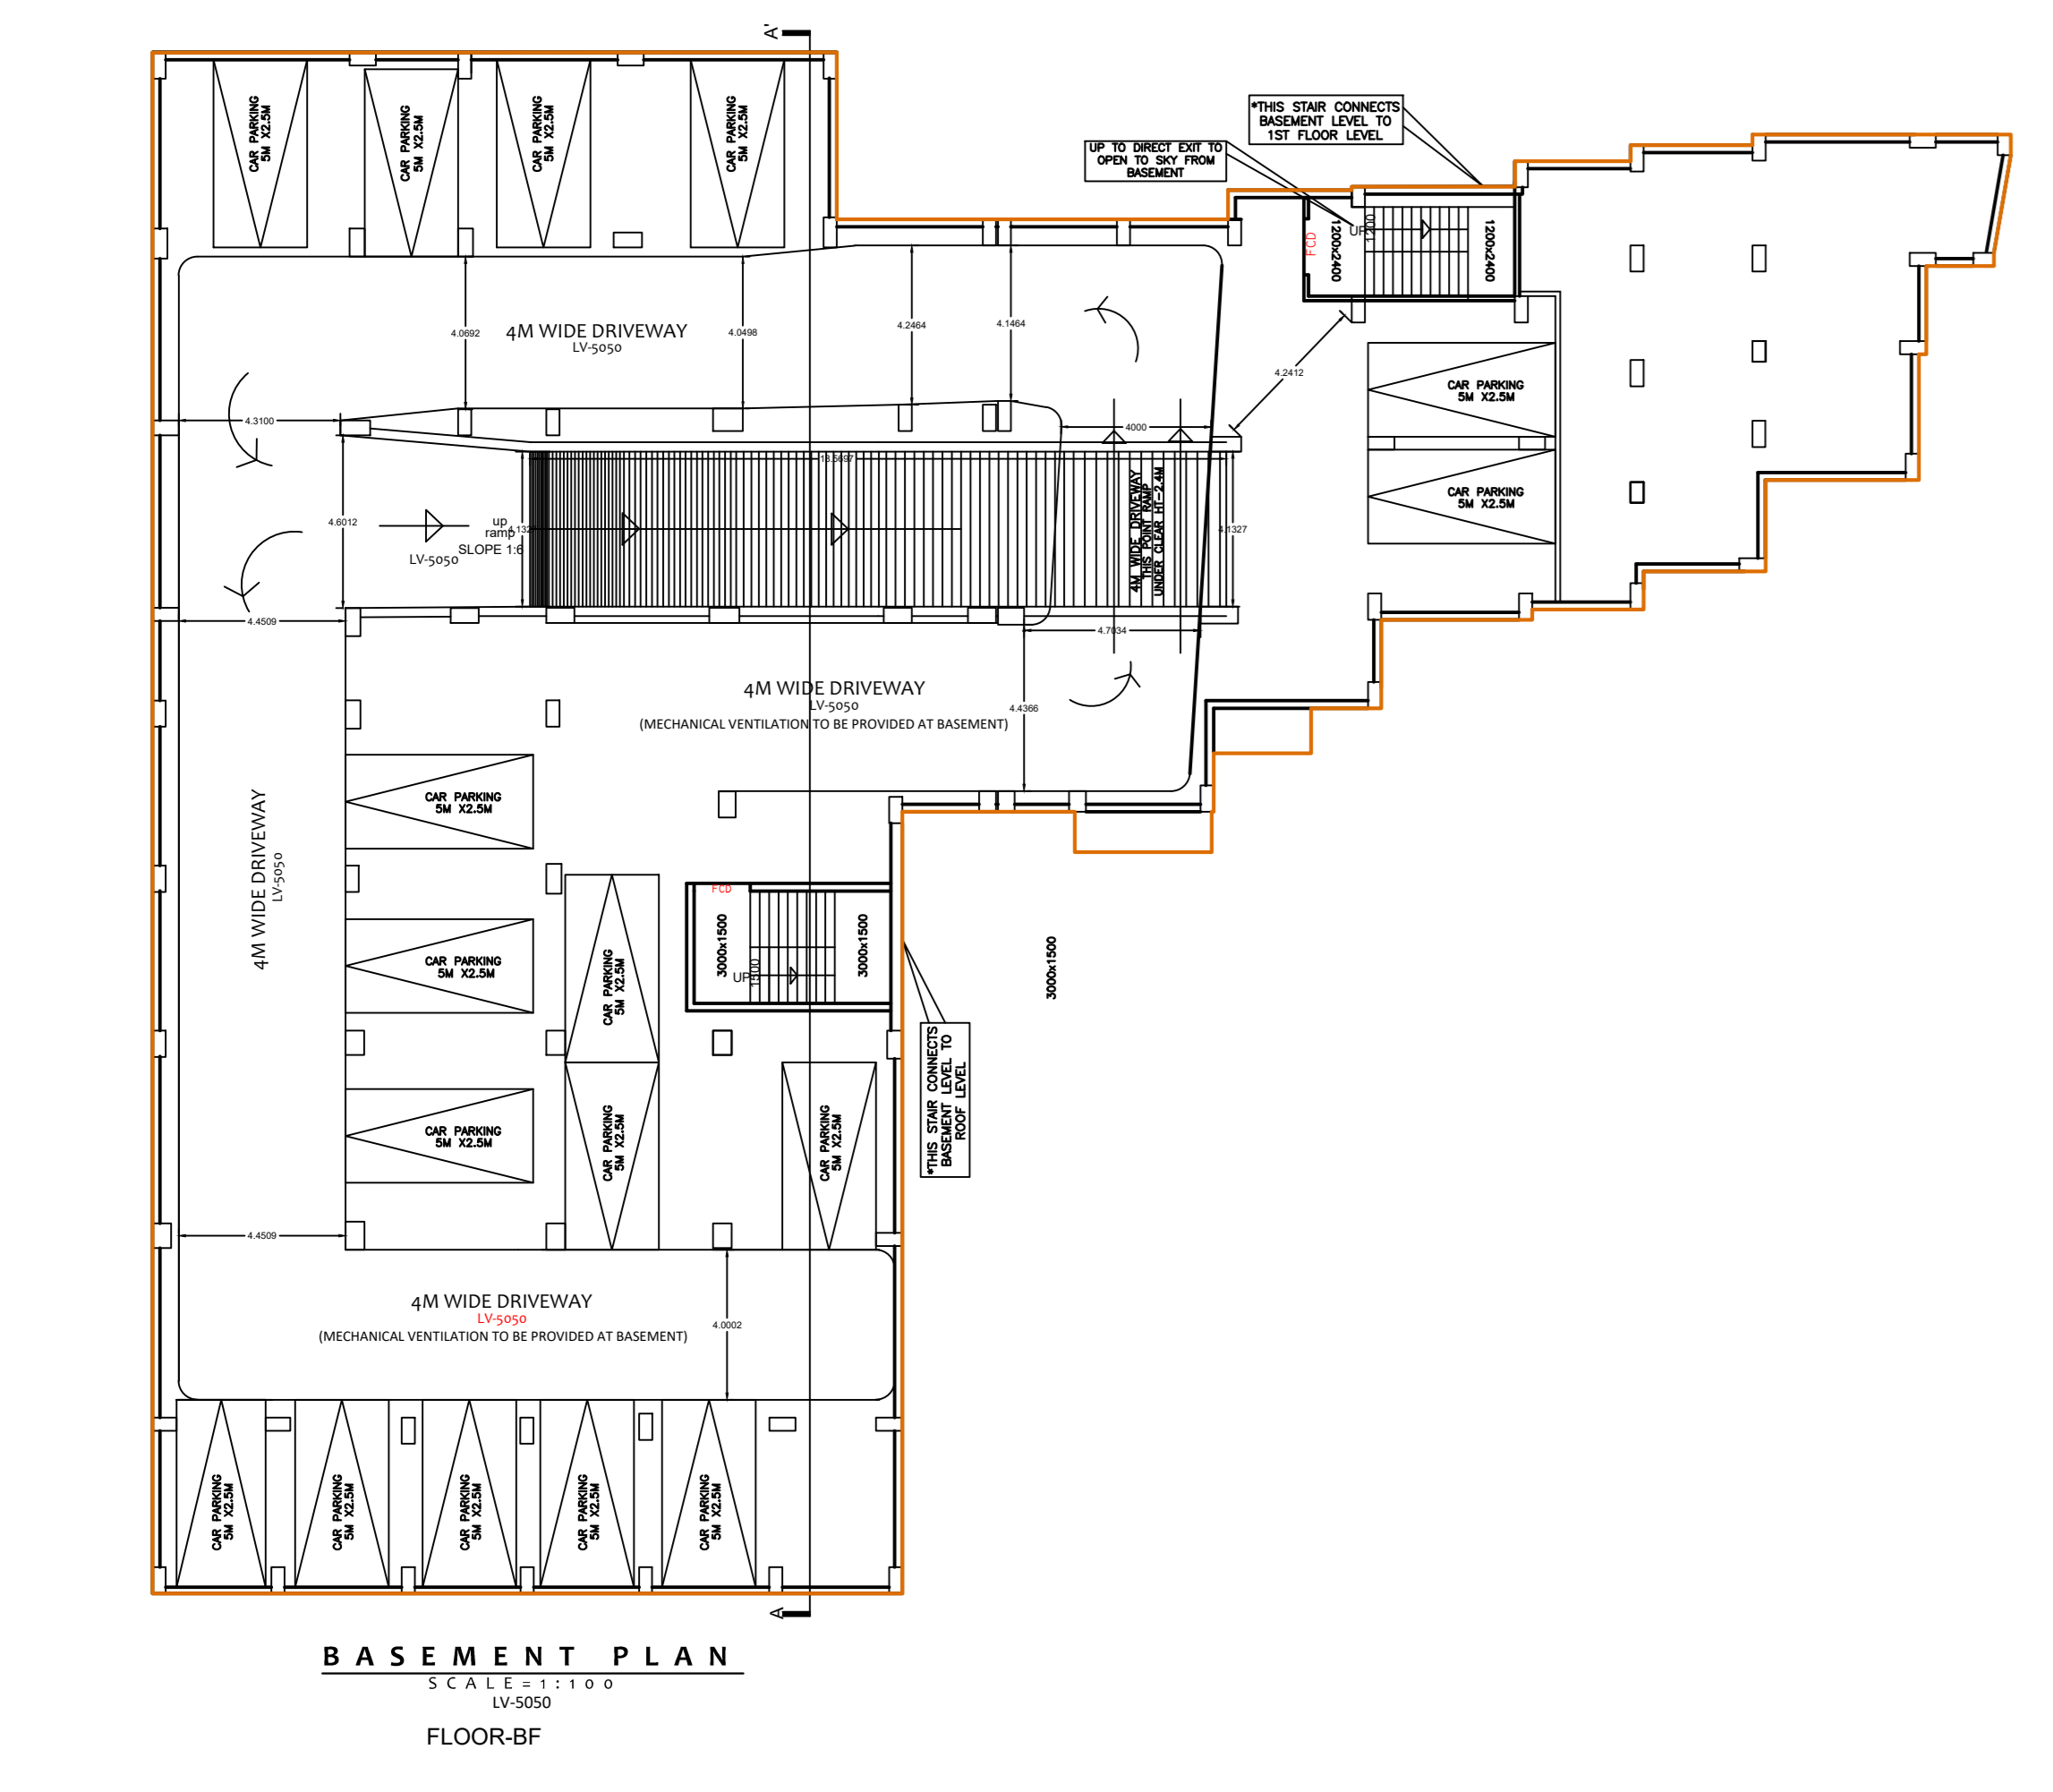 A'
CAR PARKING
5M X2.5M
CAR PARKING
5M X2.5M
CAR PARKING
5M X2.5M
CAR PARKING
5M X2.5M
*THIS STAIR CONNECTS
BASEMENT LEVEL TO
1ST FLOOR LEVEL
UP TO DIRECT EXIT TO
OPEN TO SKY FROM
BASEMENT
FCD
1200x2400
UP
1200
1200x2400
4.0692
4M WIDE DRIVEWAY
LV-5050
4.0498
4.2464
4.1464
4.2412
CAR PARKING
5M X2.5M
4.3100
4000
13.5697
CAR PARKING
5M X2.5M
4.6012
up
ramp
SLOPE 1:6
LV-5050
4.1327
4M WIDE DRIVEWAY
THIS POINT RAMP
UNDER CLEAR HT-2.4M
4.1327
4.4509
4.7034
4M WIDE DRIVEWAY
LV-5050
(MECHANICAL VENTILATION TO BE PROVIDED AT BASEMENT)
4.4366
CAR PARKING
5M X2.5M
4M WIDE DRIVEWAY
LV-5050
FCD
3000x1500
UP
1500
3000x1500
3000x1500
CAR PARKING
5M X2.5M
CAR PARKING
5M X2.5M
*THIS STAIR CONNECTS
BASEMENT LEVEL TO
ROOF LEVEL
CAR PARKING
5M X2.5M
CAR PARKING
5M X2.5M
CAR PARKING
5M X2.5M
4.4509
4M WIDE DRIVEWAY
LV-5050
(MECHANICAL VENTILATION TO BE PROVIDED AT BASEMENT)
4.0002
CAR PARKING
5M X2.5M
CAR PARKING
5M X2.5M
CAR PARKING
5M X2.5M
CAR PARKING
5M X2.5M
CAR PARKING
5M X2.5M
A
BASEMENT PLAN
SCALE=1:100
LV-5050
FLOOR-BF